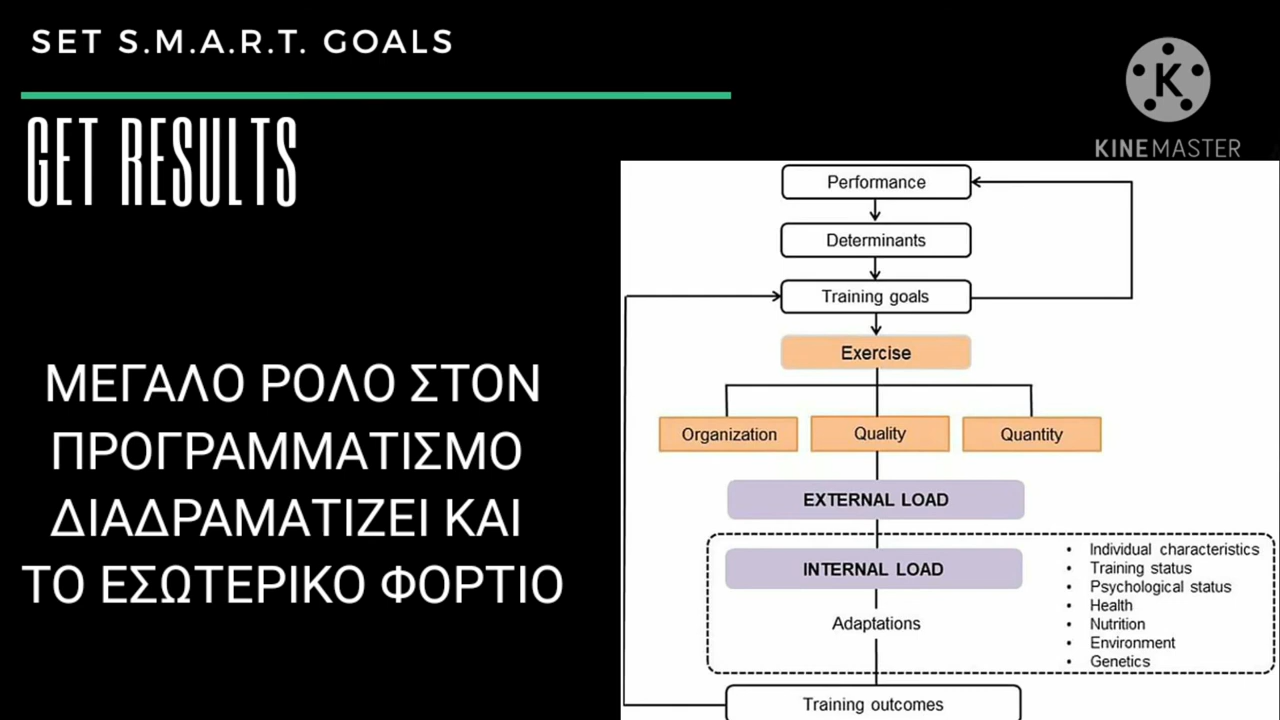 SET S.M.A.R.T. GOALS
GET RESULTS
KINEMASTER
ΜΕΓΑΛΟ ΡΟΛΟ ΣΤΟΝ
ΠΡΟΓΡΑΜΜΑΤΙΣΜΟ
ΔΙΑΔΡΑΜΑΤΙΖΕΙ ΚΑΙ
ΤΟ ΕΣΩΤΕΡΙΚΟ ΦΟΡΤΙΟ
Performance
Determinants
Training goals
Exercise
Organization
Quality
Quantity
EXTERNAL LOAD
INTERNAL LOAD
Adaptations
• Individual characteristics
• Training status
• Psychological status
• Health
• Nutrition
• Environment
• Genetics
Training outcomes